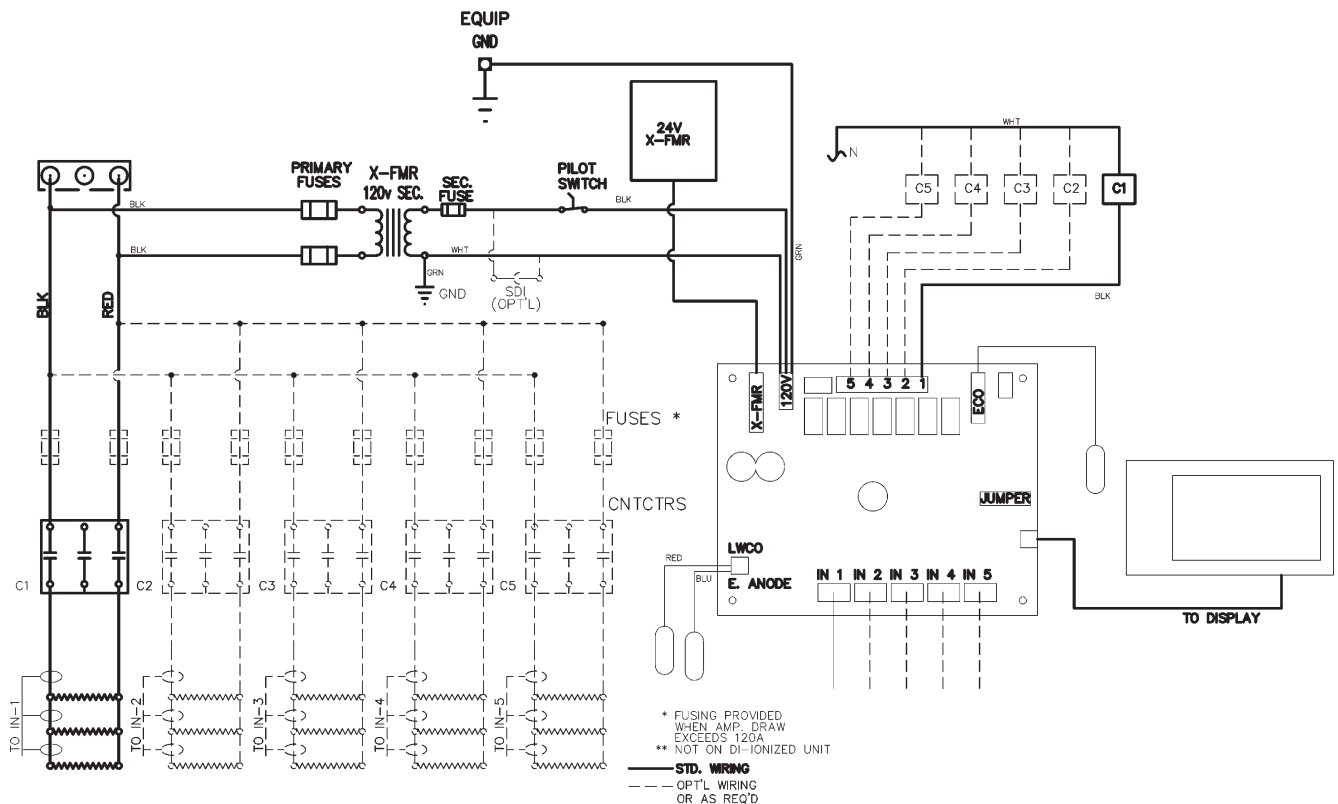 EQUIP
GND
24V
X-FMR
WHT
N
PRIMARY
FUSES
X-FMR
120v SEC.
SEC.
FUSE
PILOT
SWITCH
C5
C4
C3
C2
C1
BLK
BLK
BLK
WHT
GRN
GRN
GND
SDI
(OPT'L)
BLK
BLK
RED
X-FMR
120V
5 4 3 2 1
ECO
FUSES *
CNTCTRS
JUMPER
C1
C2
C3
C4
C5
RED
BLU
LWCO
E. ANODE
IN 1
IN 2
IN 3
IN 4
IN 5
TO DISPLAY
TO IN-1
TO IN-2
TO IN-3
TO IN-4
TO IN-5
* FUSING PROVIDED
WHEN AMP. DRAW
EXCEEDS 120A
** NOT ON DI-IONIZED UNIT
STD. WIRING
OPT'L WIRING
OR AS REQ'D